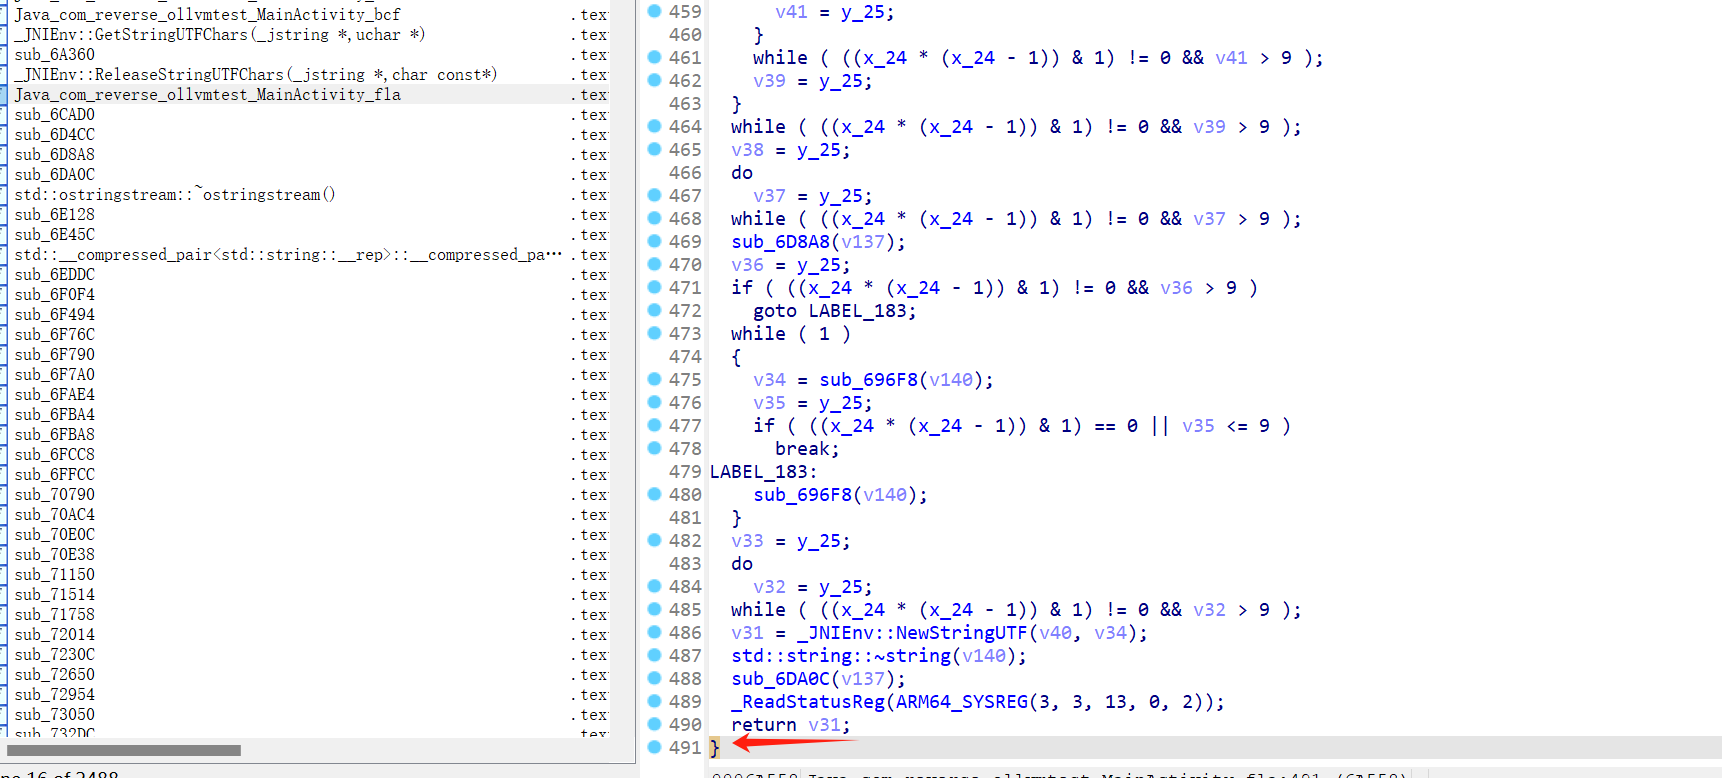 Java_com_reverse_ollvmtest_MainActivity_bcf .tex
_JNIEnv::GetStringUTFChars(_jstring *,uchar *) .tex
sub_6A360 .tex
_JNIEnv::ReleaseStringUTFChars(_jstring *,char const*) .tex
Java_com_reverse_ollvmtest_MainActivity_fla .tex
sub_6CAD0 .tex
sub_6D4CC .tex
sub_6D8A8 .tex
sub_6DA0C .tex
std::ostringstream::~ostringstream() .tex
sub_6E128 .tex
sub_6E45C .tex
std::__compressed_pair<std::string::__rep>::__compressed_pa… .tex
sub_6EDDC .tex
sub_6F0F4 .tex
sub_6F494 .tex
sub_6F76C .tex
sub_6F790 .tex
sub_6F7A0 .tex
sub_6FAE4 .tex
sub_6FBA4 .tex
sub_6FBA8 .tex
sub_6FCC8 .tex
sub_6FFCC .tex
sub_70790 .tex
sub_70AC4 .tex
sub_70E0C .tex
sub_70E38 .tex
sub_71150 .tex
sub_71514 .tex
sub_71758 .tex
sub_72014 .tex
sub_7230C .tex
sub_72650 .tex
sub_72954 .tex
sub_73050 .tex
sub_732DC .tex
459 v41 = y_25;
460 }
461 while ( ((x_24 * (x_24 - 1)) & 1) != 0 && v41 > 9 );
462 v39 = y_25;
463 }
464 while ( ((x_24 * (x_24 - 1)) & 1) != 0 && v39 > 9 );
465 v38 = y_25;
466 do
467 v37 = y_25;
468 while ( ((x_24 * (x_24 - 1)) & 1) != 0 && v37 > 9 );
469 sub_6D8A8(v137);
470 v36 = y_25;
471 if ( ((x_24 * (x_24 - 1)) & 1) != 0 && v36 > 9 )
472 goto LABEL_183;
473 while ( 1 )
474 {
475 v34 = sub_696F8(v140);
476 v35 = y_25;
477 if ( ((x_24 * (x_24 - 1)) & 1) == 0 || v35 <= 9 )
478 break;
479 LABEL_183:
480 sub_696F8(v140);
481 }
482 v33 = y_25;
483 do
484 v32 = y_25;
485 while ( ((x_24 * (x_24 - 1)) & 1) != 0 && v32 > 9 );
486 v31 = _JNIEnv::NewStringUTF(v40, v34);
487 std::string::~string(v140);
488 sub_6DA0C(v137);
489 _ReadStatusReg(ARM64_SYSREG(3, 3, 13, 0, 2));
490 return v31;
491 }